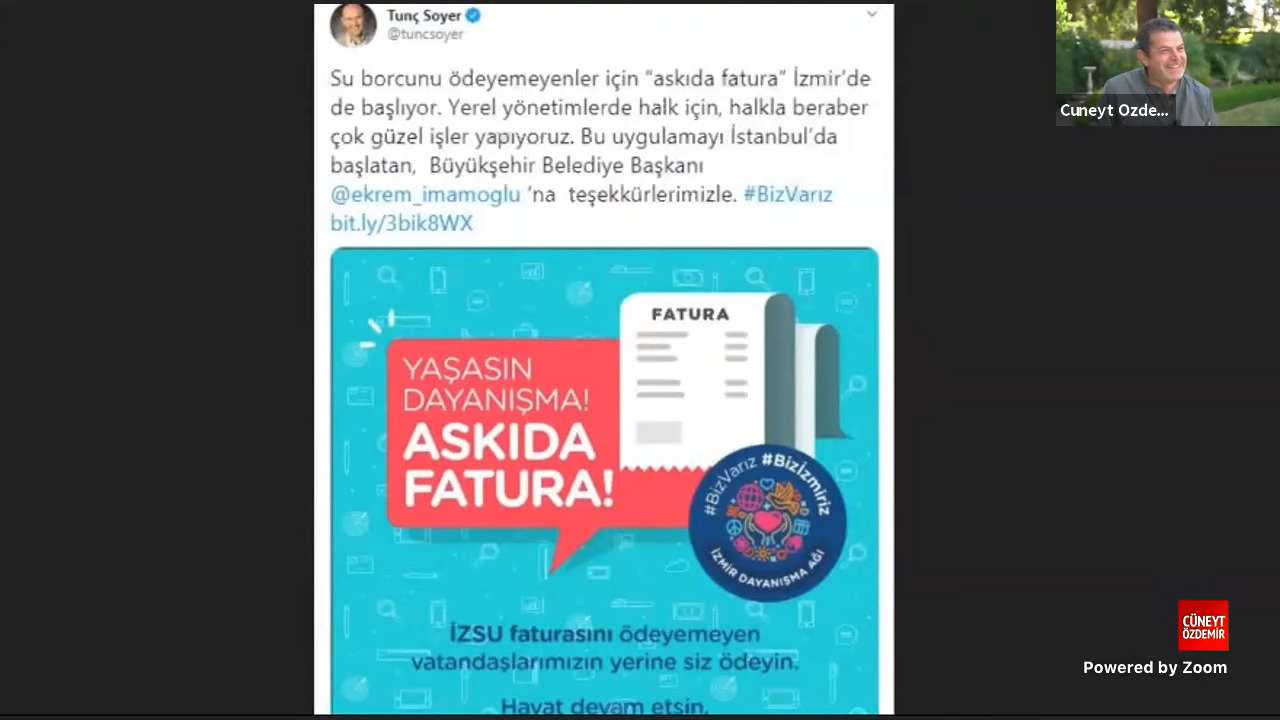 Tunç Soyer
@tuncsoyer
Su borcunu ödeyemeyenler için “askıda fatura” İzmir’de
de başlıyor. Yerel yönetimlerde halk için, halkla beraber
çok güzel işler yapıyoruz. Bu uygulamayı İstanbul’da
başlatan, Büyükşehir Belediye Başkanı
@ekrem_imamoglu ’na teşekkürlerimizle. #BizVarız
bit.ly/3bik8WX
FATURA
YAŞASIN
DAYANIŞMA!
ASKIDA
FATURA!
#BizVarız #Bizİzmiriz
İZMİR DAYANIŞMA AĞI
İZSU faturasını ödeyemeyen
vatandaşlarımızın yerine siz ödeyin.
Hayat devam etsin.
Cuneyt Ozde...
CÜNEYT
ÖZDEMİR
Powered by Zoom